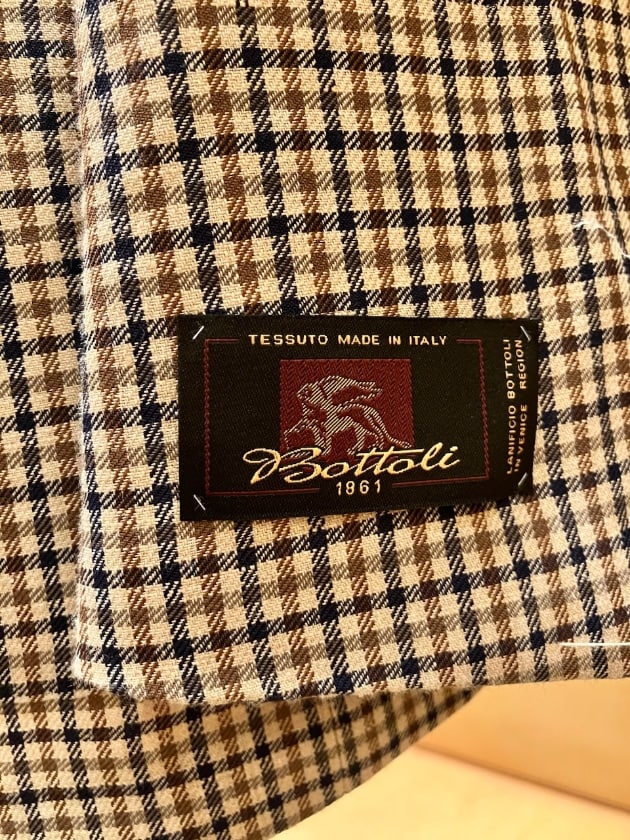 TESSUTO MADE IN ITALY
Bottoli
1861
LANIFICIO BOTTOLI
IN VENICE REGION